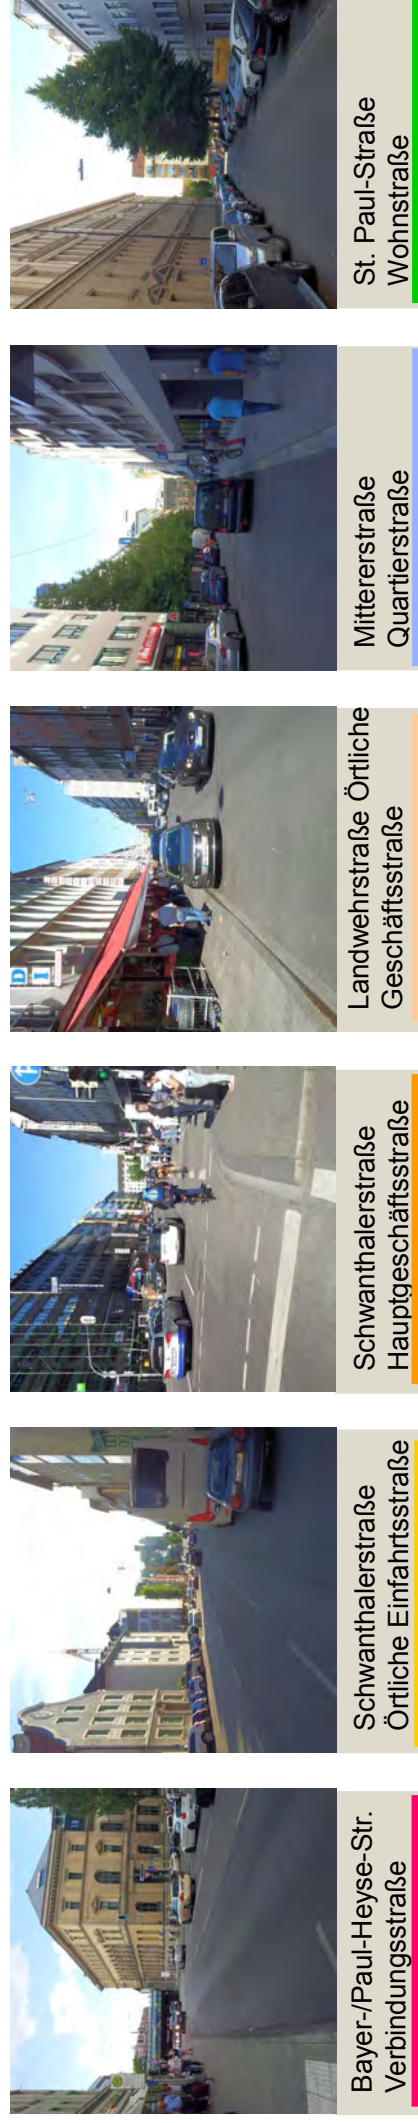 Bayer-/Paul-Heyse-Str.
Verbindungsstraße
Schwanthalerstraße
Örtliche Einfahrtsstraße
Schwanthalerstraße
Hauptgeschäftsstraße
Landwehrstraße Örtliche
Geschäftsstraße
Mittererstraße
Quartierstraße
St. Paul-Straße
Wohnstraße